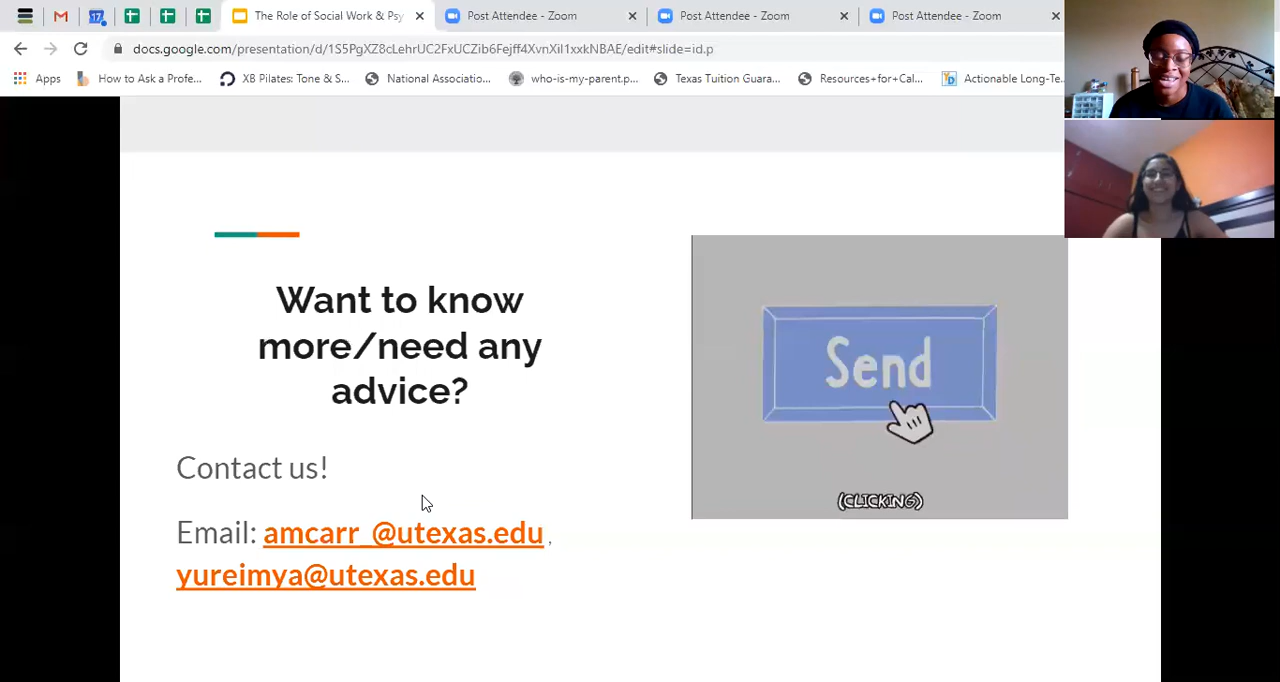 The Role of Social Work & Psy
Post Attendee - Zoom
Post Attendee - Zoom
Post Attendee - Zoom
docs.google.com/presentation/d/1S5PgXZ8cLehrUC2FxUCZib6Fejff4XvnXil1xxkNBAE/edit#slide=id.p
Apps
How to Ask a Profe...
XB Pilates: Tone & S...
National Associatio...
who-is-my-parent.p...
Texas Tuition Guara...
Resources+for+Cal...
Actionable Long-Te...
Want to know
more/need any
advice?
Send
(CLICKING)
Contact us!
Email: amcarr_@utexas.edu ,
yureimya@utexas.edu